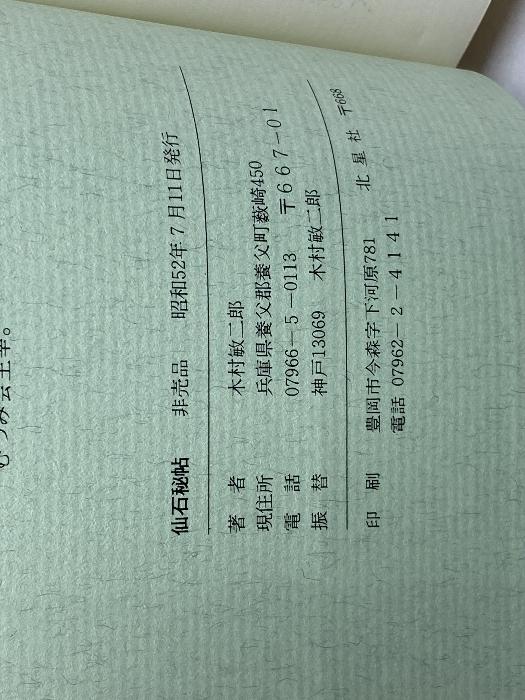 仙石秘帖　非売品　昭和52年7月11日発行
著者　木村敏二郎
現住所　兵庫県養父郡養父町薮崎450
電話　07966－5－0113　〒667－01
振替　神戸13069　木村敏二郎
印刷　豊岡市今森字下河原781　北星社　〒668
電話 07962－2－4141